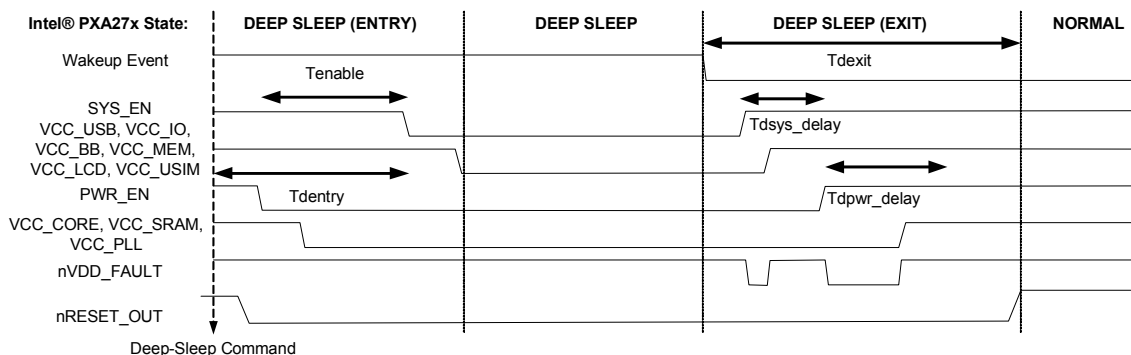 Intel® PXA27x State: DEEP SLEEP (ENTRY) DEEP SLEEP DEEP SLEEP (EXIT) NORMAL
Wakeup Event
Tdexit
Tenable
SYS_EN
VCC_USB, VCC_IO,
VCC_BB, VCC_MEM,
VCC_LCD, VCC_USIM
Tdsys_delay
PWR_EN
Tdentry
Tdpwr_delay
VCC_CORE, VCC_SRAM,
VCC_PLL
nVDD_FAULT
nRESET_OUT
Deep-Sleep Command